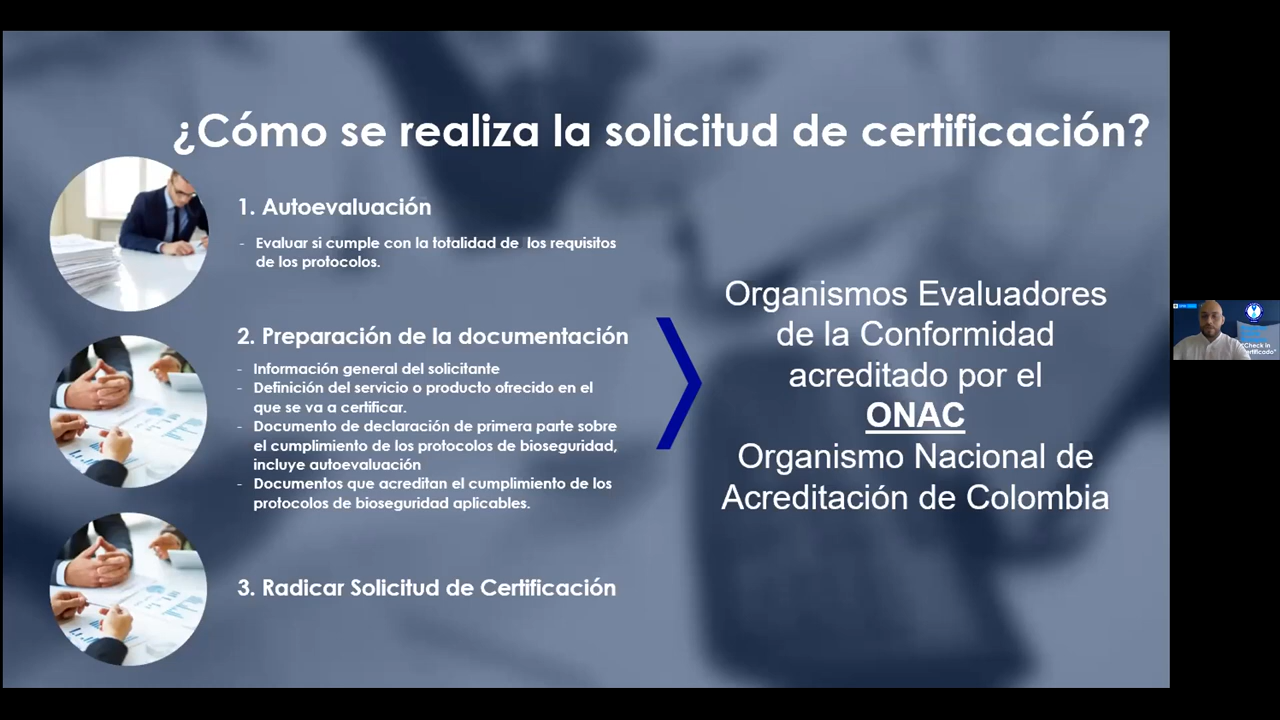 ¿Cómo se realiza la solicitud de certificación?
1. Autoevaluación
- Evaluar si cumple con la totalidad de los requisitos
de los protocolos.
2. Preparación de la documentación
- Información general del solicitante
- Definición del servicio o producto ofrecido en el
que se va a certificar.
- Documento de declaración de primera parte sobre
el cumplimiento de los protocolos de bioseguridad,
incluye autoevaluación
- Documentos que acreditan el cumplimiento de los
protocolos de bioseguridad aplicables.
3. Radicar Solicitud de Certificación
Organismos Evaluadores
de la Conformidad
acreditado por el
ONAC
Organismo Nacional de
Acreditación de Colombia
"Check in